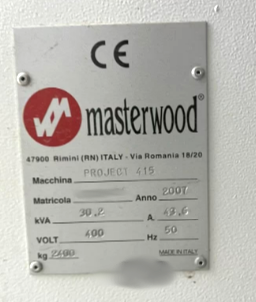 CE
masterwood®
47900 Rimini (RN) ITALY - Via Romania 18/20
Macchina PROJECT 415
Matricola Anno 2007
kVA 30,2 A. 43,6
VOLT 400 Hz 50
kg 2400 MADE IN ITALY